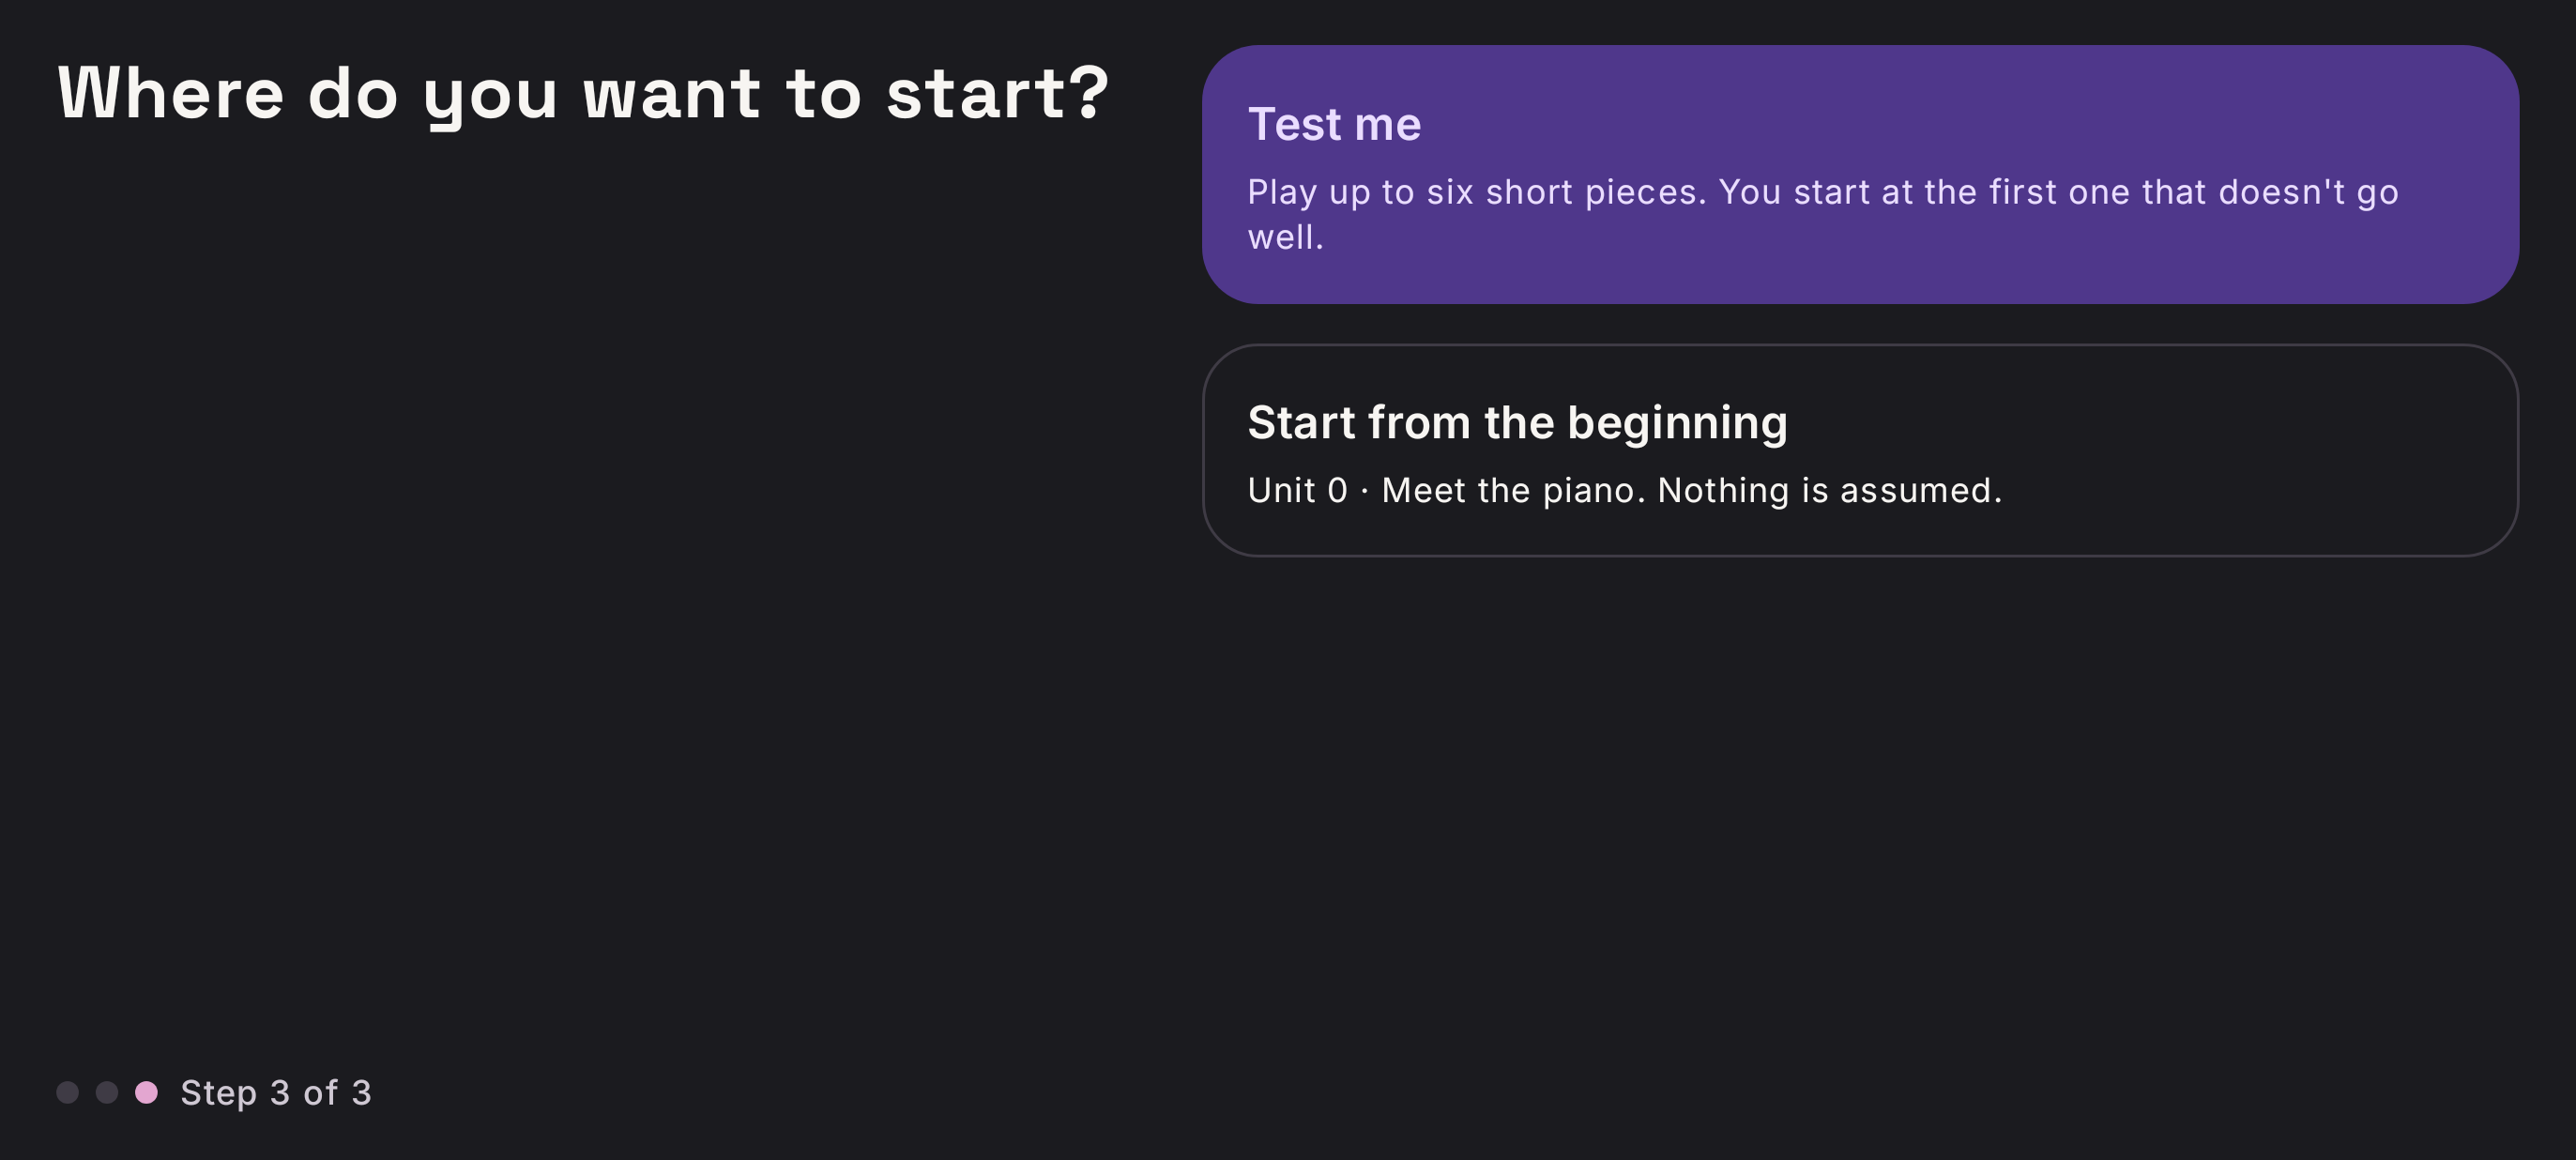 Where do you want to start?
Test me
Play up to six short pieces. You start at the first one that doesn't go
well.
Start from the beginning
Unit 0 · Meet the piano. Nothing is assumed.
Step 3 of 3